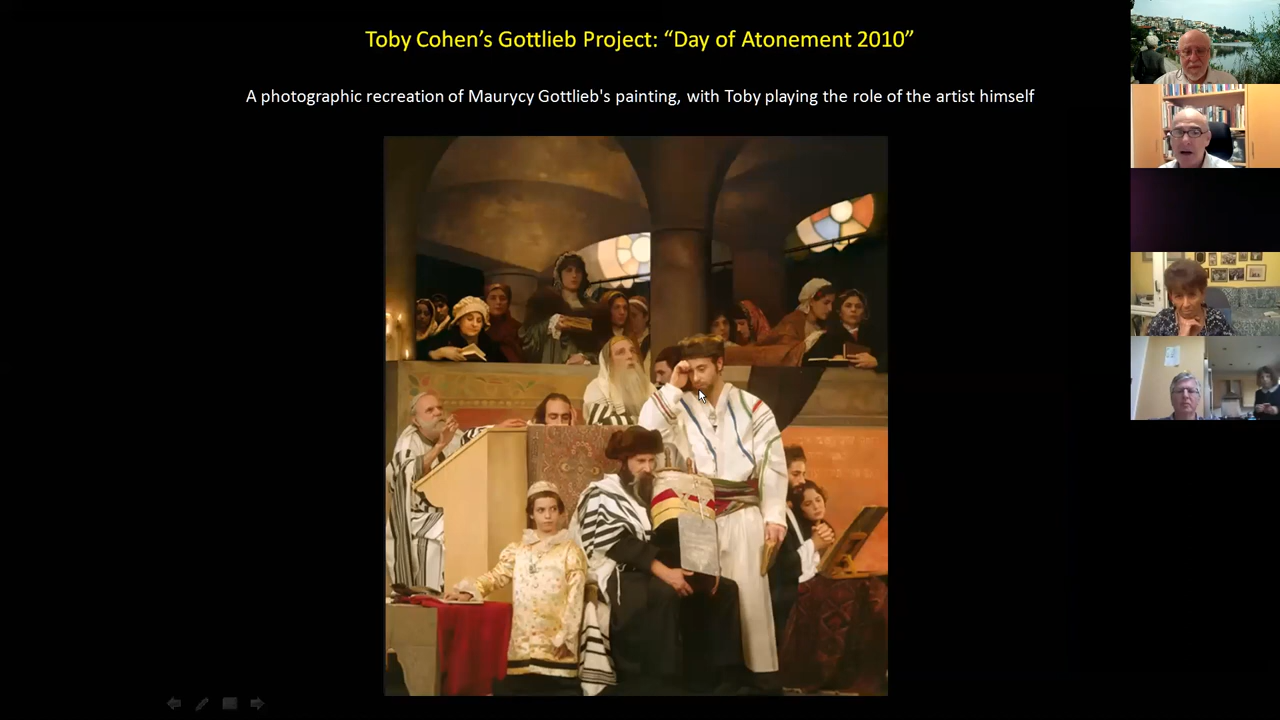 Toby Cohen's Gottlieb Project: “Day of Atonement 2010”
A photographic recreation of Maurycy Gottlieb's painting, with Toby playing the role of the artist himself